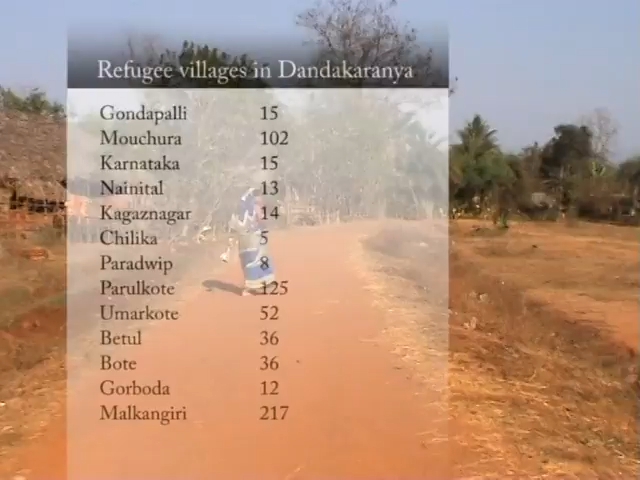 Refugee villages in Dandakaranya
Gondapalli 15
Mouchura 102
Karnataka 15
Nainital 13
Kagaznagar 14
Chilika 5
Paradwip 8
Parulkote 125
Umarkote 52
Betul 36
Bote 36
Gorboda 12
Malkangiri 217